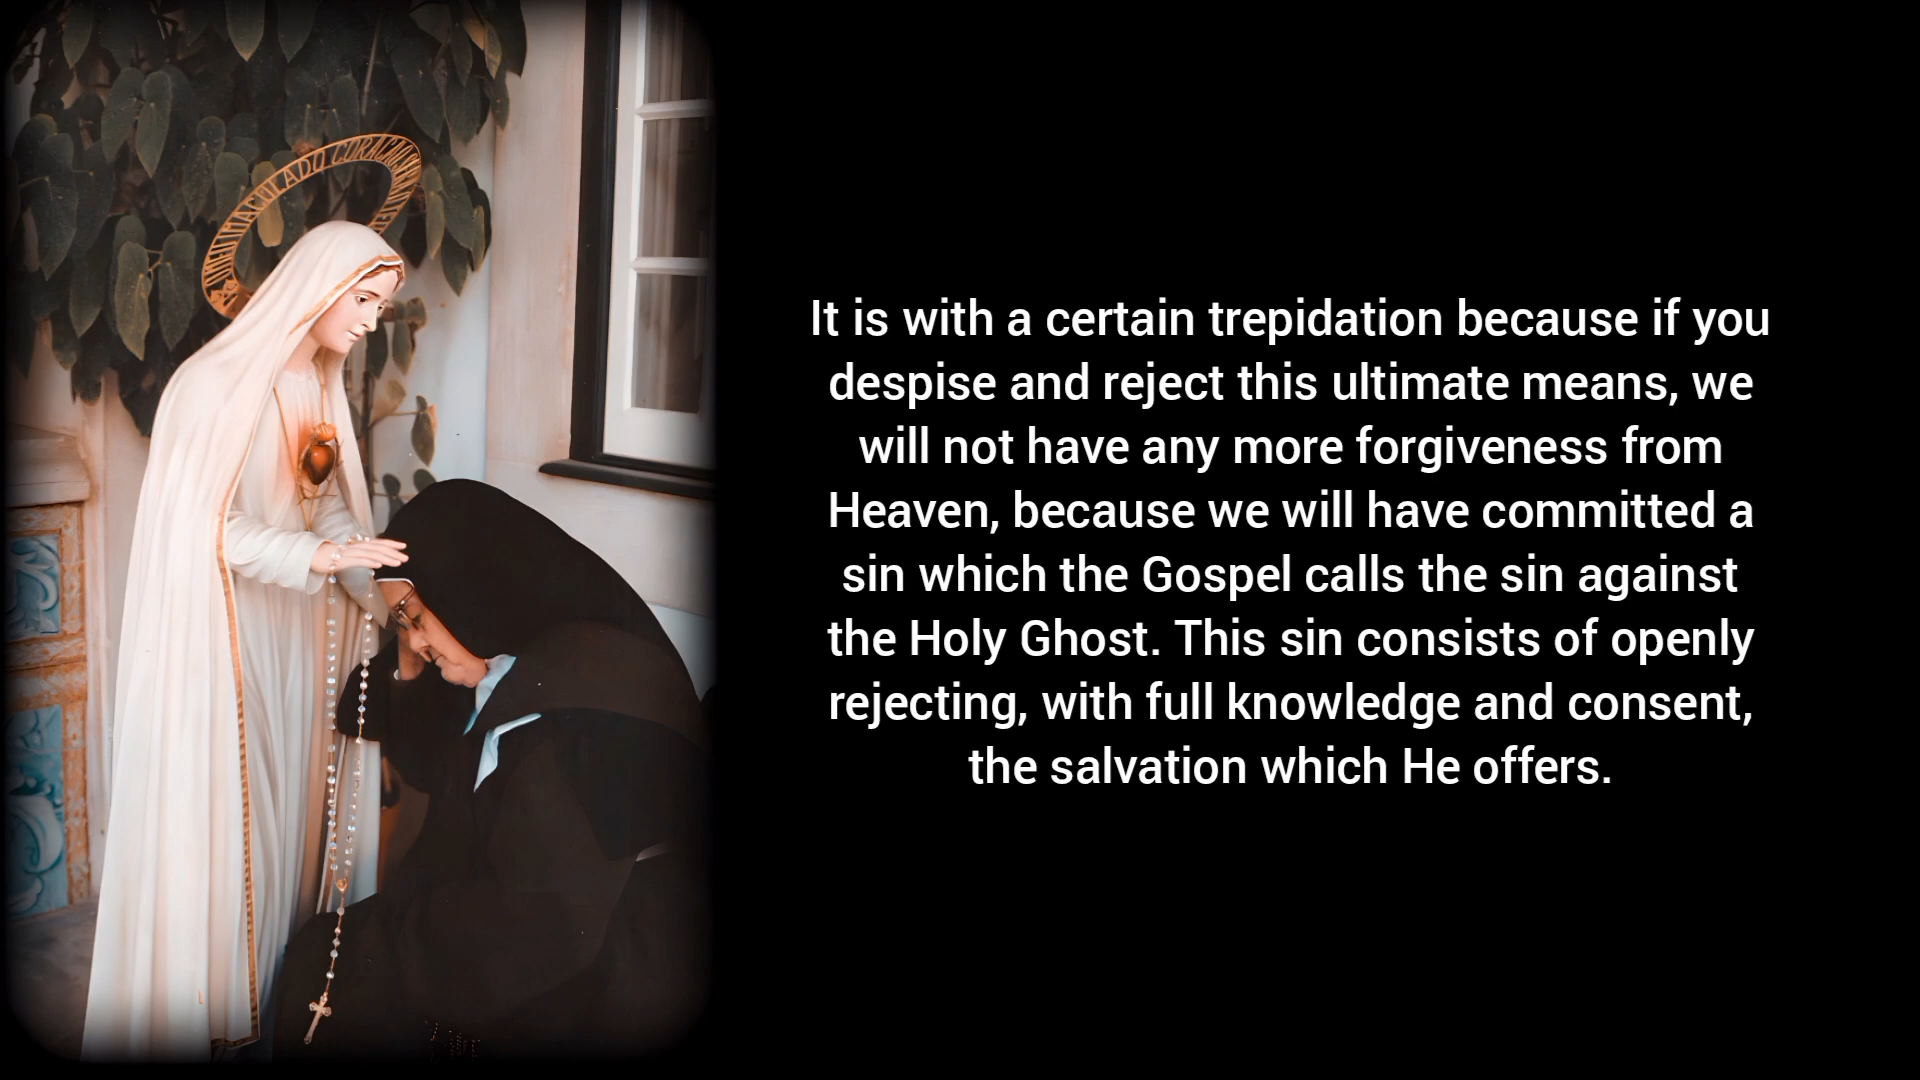 IMACOLADO CORAÇÃO
It is with a certain trepidation because if you
despise and reject this ultimate means, we
will not have any more forgiveness from
Heaven, because we will have committed a
sin which the Gospel calls the sin against
the Holy Ghost. This sin consists of openly
rejecting, with full knowledge and consent,
the salvation which He offers.